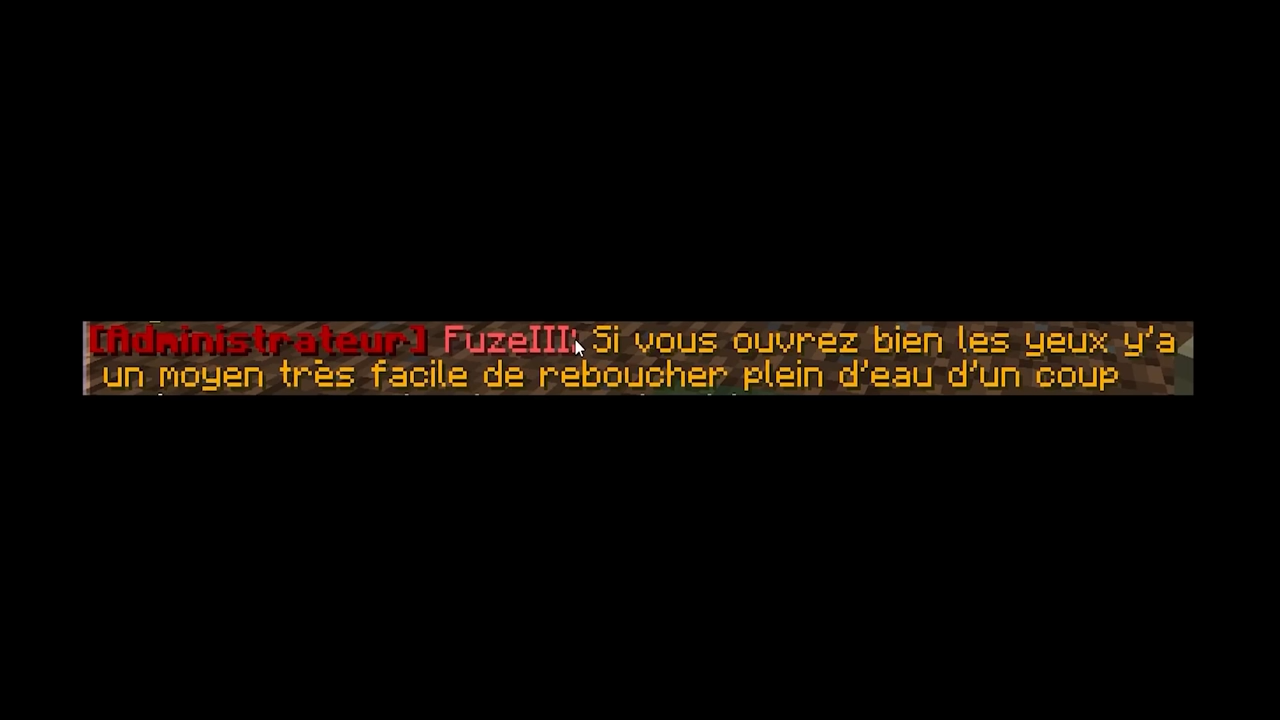 [Administrateur] FuzeIII: Si vous ouvrez bien les yeux y'a
un moyen très facile de reboucher plein d'eau d'un coup